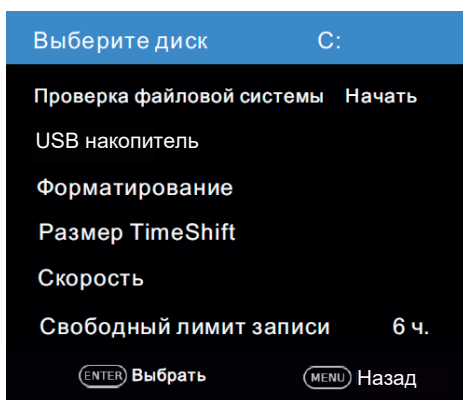 Выберите диск C:
Проверка файловой системы Начать
USB накопитель
Форматирование
Размер TimeShift
Скорость
Свободный лимит записи 6 ч.
ENTER Выбрать MENU Назад